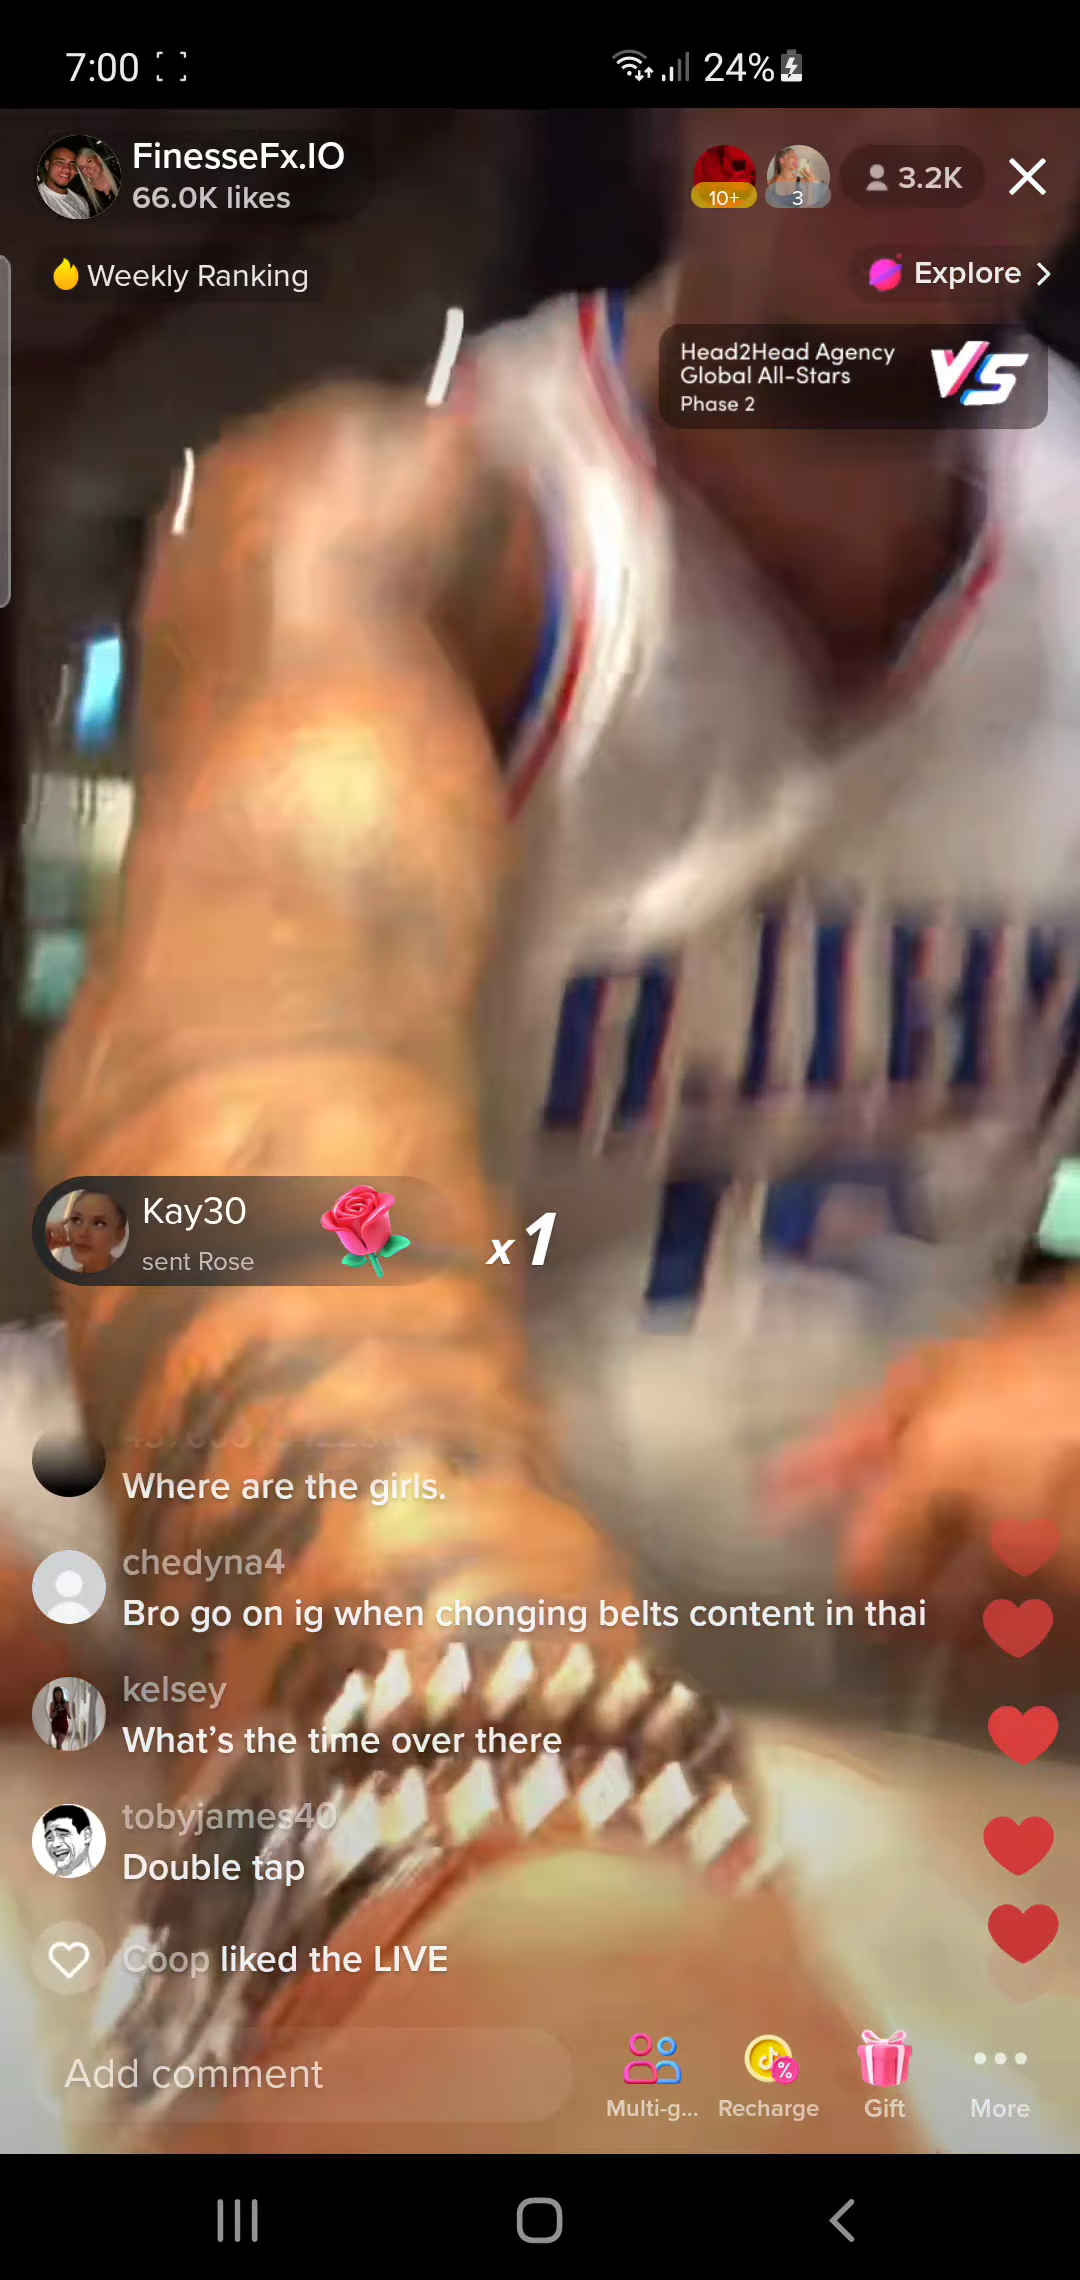 7:00
24%
FinesseFx.IO
66.0K likes
10+
3
3.2K
Weekly Ranking
Explore
Head2Head Agency
Global All-Stars
Phase 2
VS
Kay30
sent Rose
x1
Where are the girls.
chedyna4
Bro go on ig when chonging belts content in thai
kelsey
What's the time over there
tobyjames40
Double tap
Coop liked the LIVE
Add comment
Multi-g...
Recharge
Gift
More